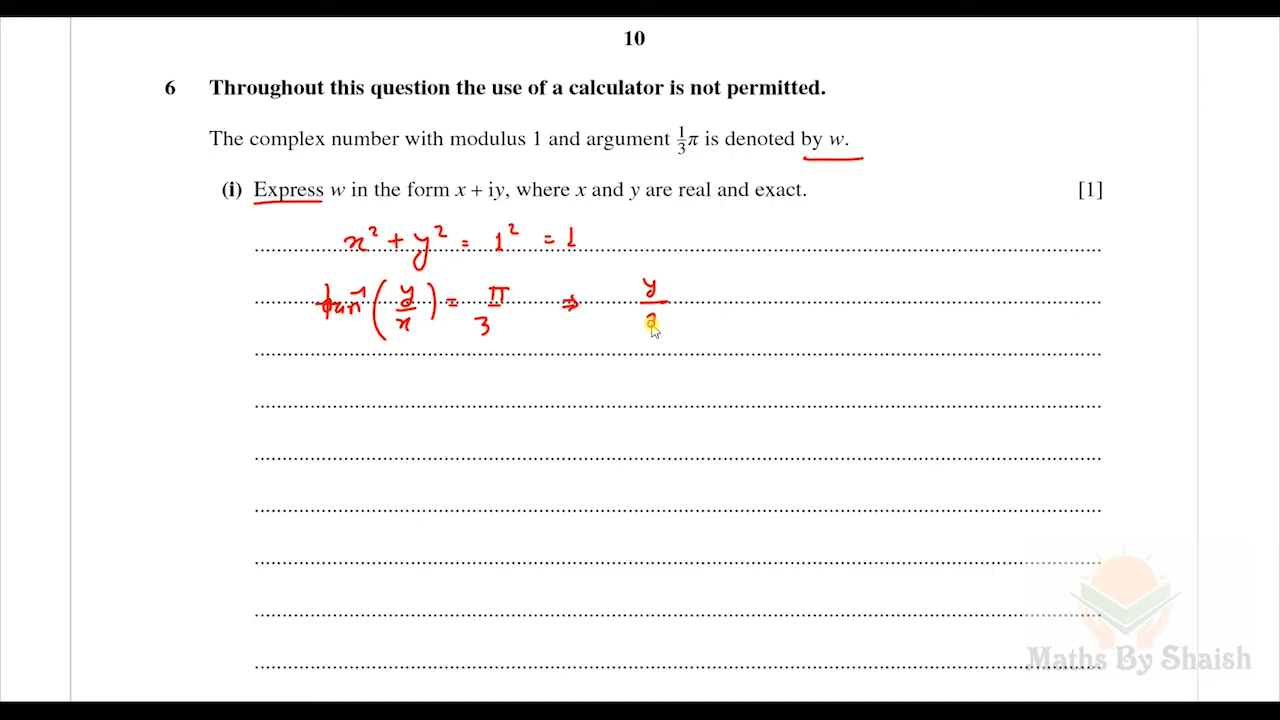 10
6 Throughout this question the use of a calculator is not permitted.
The complex number with modulus 1 and argument 1/3 π is denoted by w.
(i) Express w in the form x + iy, where x and y are real and exact. [1]
x² + y² = 1² = 1
tan⁻¹(y/x) = π/3 ⇒ y/
Maths By Shaish